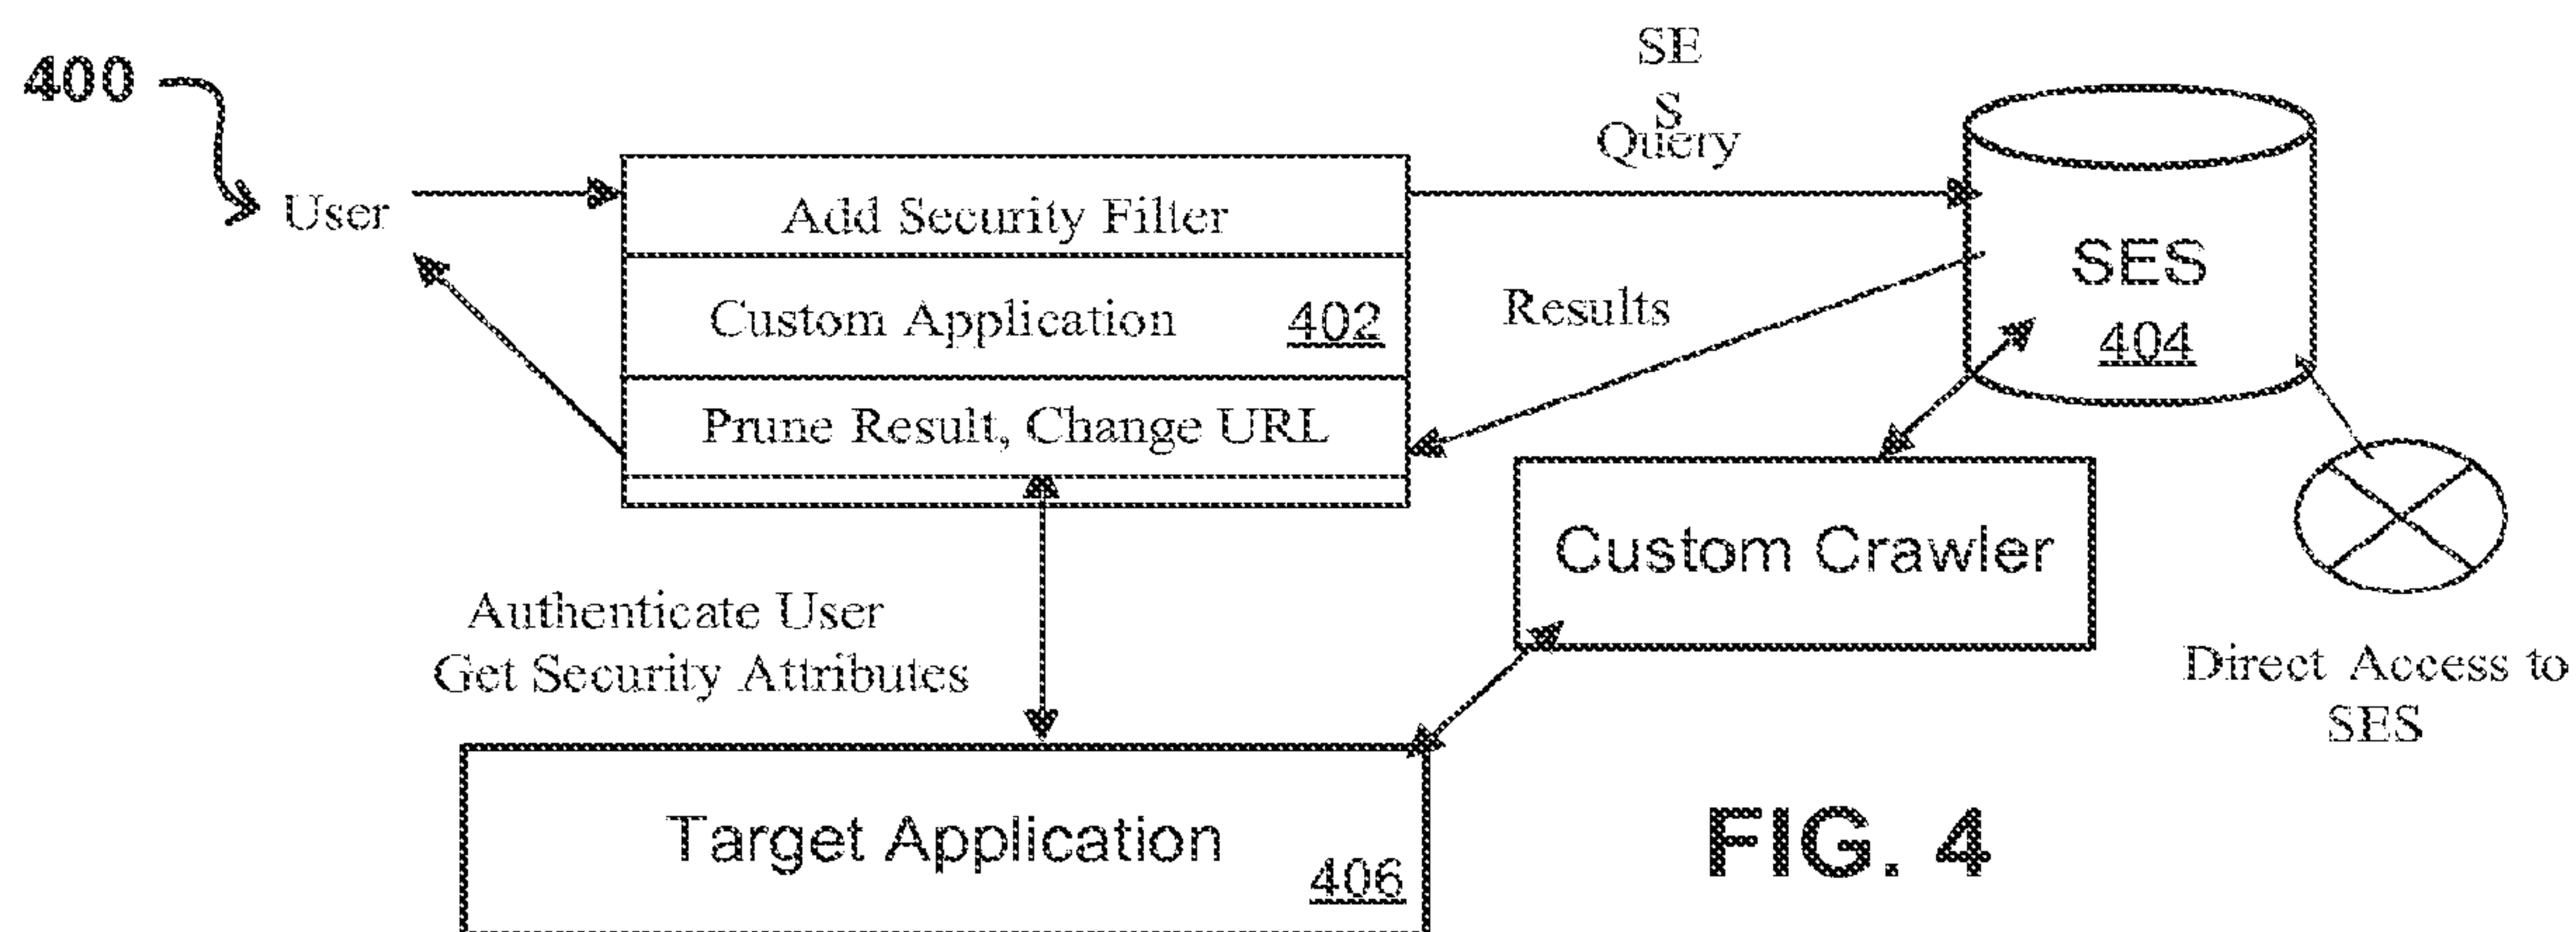 400
SE
S
Query
User
Add Security Filter
Custom Application 402
Prune Result, Change URL
Results
SES
404
Custom Crawler
Authenticate User
Get Security Attributes
Direct Access to
SES
Target Application
406
FIG. 4